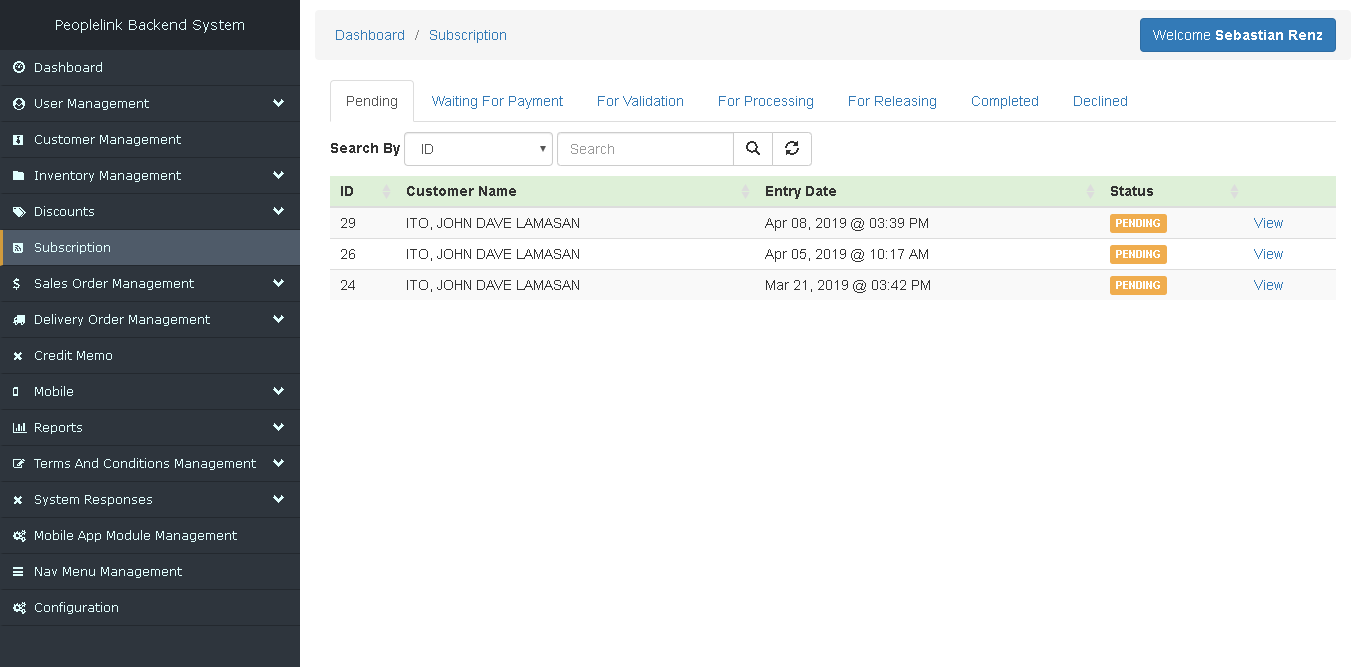 Peoplelink Backend System
Dashboard
User Management
Customer Management
Inventory Management
Discounts
Subscription
Sales Order Management
Delivery Order Management
Credit Memo
Mobile
Reports
Terms And Conditions Management
System Responses
Mobile App Module Management
Nav Menu Management
Configuration
Dashboard / Subscription
Welcome Sebastian Renz
Pending Waiting For Payment For Validation For Processing For Releasing Completed Declined
Search By ID Search
ID Customer Name Entry Date Status
29 ITO, JOHN DAVE LAMASAN Apr 08, 2019 @ 03:39 PM PENDING View
26 ITO, JOHN DAVE LAMASAN Apr 05, 2019 @ 10:17 AM PENDING View
24 ITO, JOHN DAVE LAMASAN Mar 21, 2019 @ 03:42 PM PENDING View